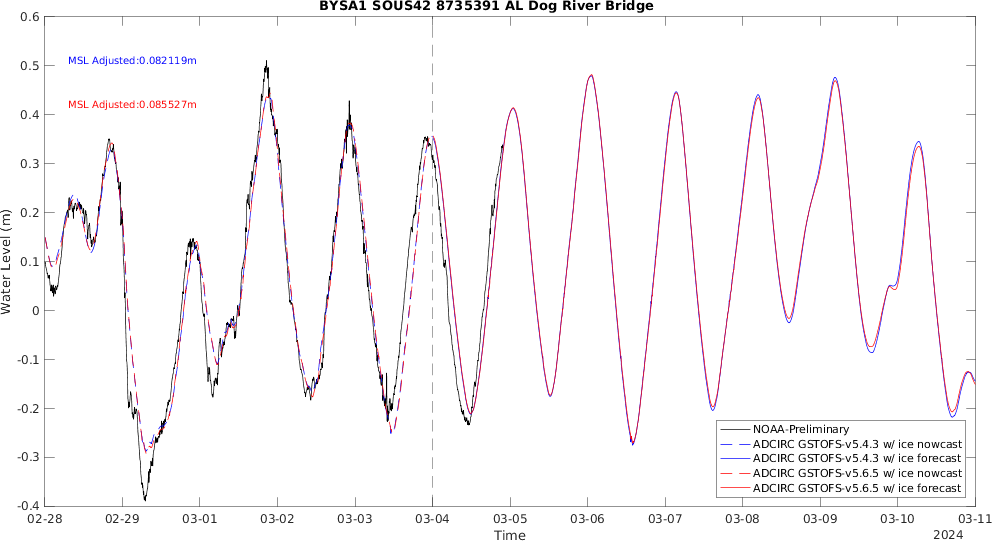 BYSA1 SOUS42 8735391 AL Dog River Bridge
0.6
0.5
0.4
0.3
0.2
0.1
0
-0.1
-0.2
-0.3
-0.4
Water Level (m)
MSL Adjusted:0.082119m
MSL Adjusted:0.085527m
NOAA-Preliminary
ADCIRC GSTOFS-v5.4.3 w/ ice nowcast
ADCIRC GSTOFS-v5.4.3 w/ ice forecast
ADCIRC GSTOFS-v5.6.5 w/ ice nowcast
ADCIRC GSTOFS-v5.6.5 w/ ice forecast
02-28 02-29 03-01 03-02 03-03 03-04 03-05 03-06 03-07 03-08 03-09 03-10 03-11
Time
2024